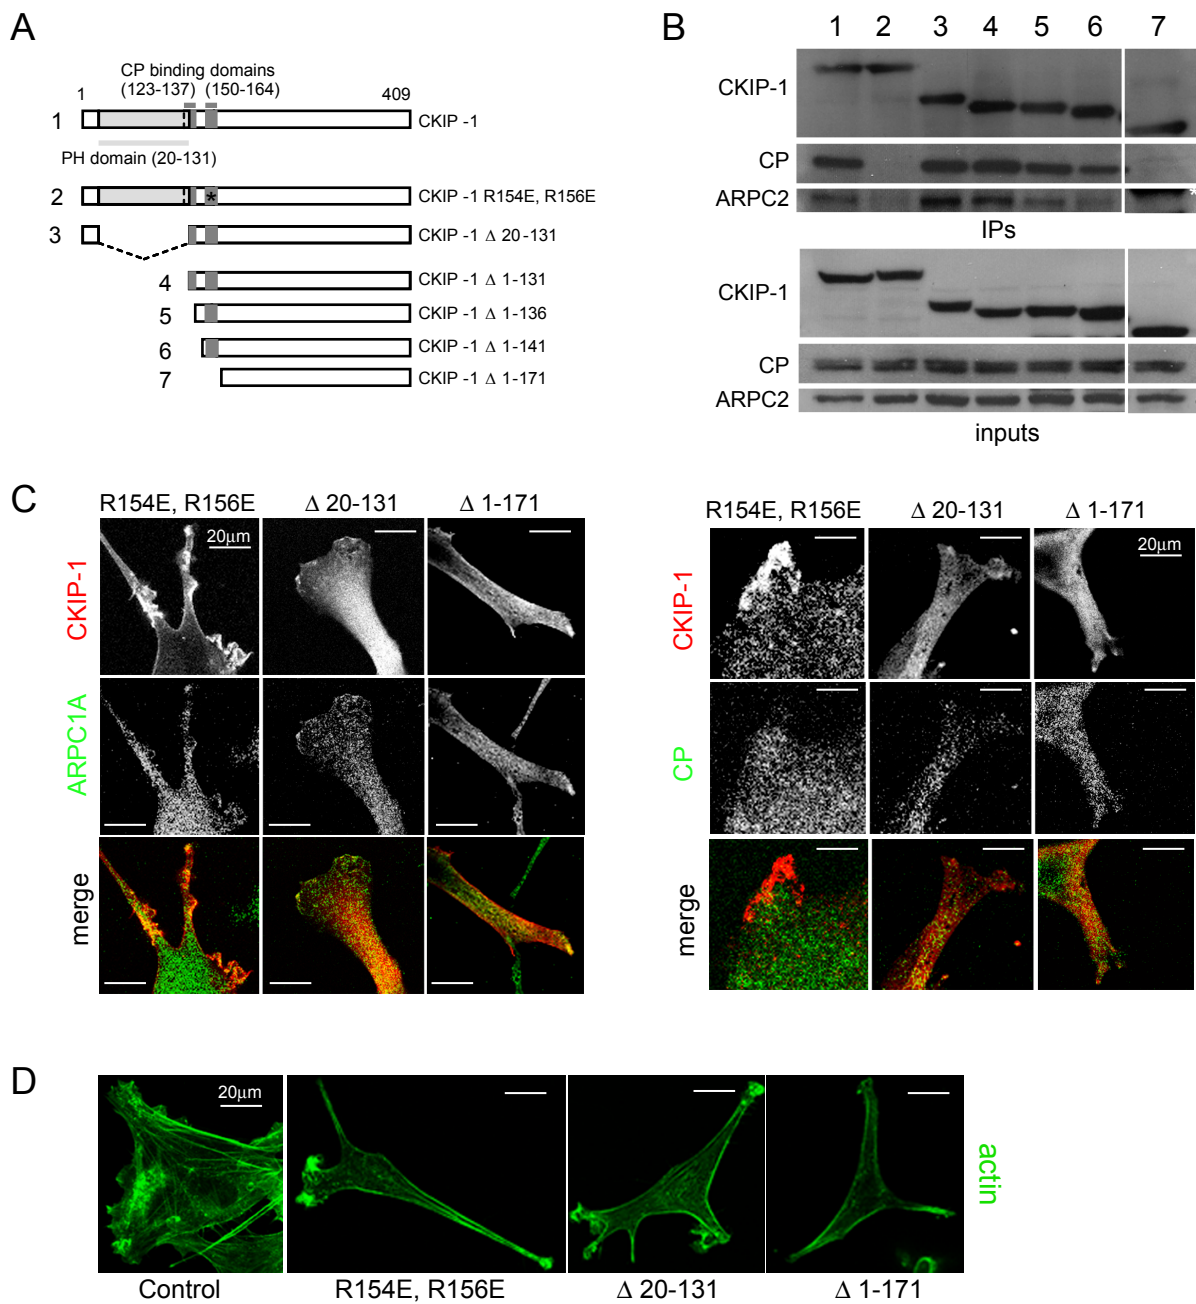 A
CP binding domains
1 (123-137) (150-164) 409
1 CKIP -1
PH domain (20-131)
2 * CKIP -1 R154E, R156E
3 CKIP -1 Δ 20-131
4 CKIP -1 Δ 1-131
5 CKIP -1 Δ 1-136
6 CKIP -1 Δ 1-141
7 CKIP -1 Δ 1-171
B
1 2 3 4 5 6 7
CKIP-1
CP
ARPC2 *
IPs
CKIP-1
CP
ARPC2
inputs
C
R154E, R156E Δ 20-131 Δ 1-171
20μm
CKIP-1
ARPC1A
merge
R154E, R156E Δ 20-131 Δ 1-171
20μm
CKIP-1
CP
merge
D
20μm
actin
Control R154E, R156E Δ 20-131 Δ 1-171